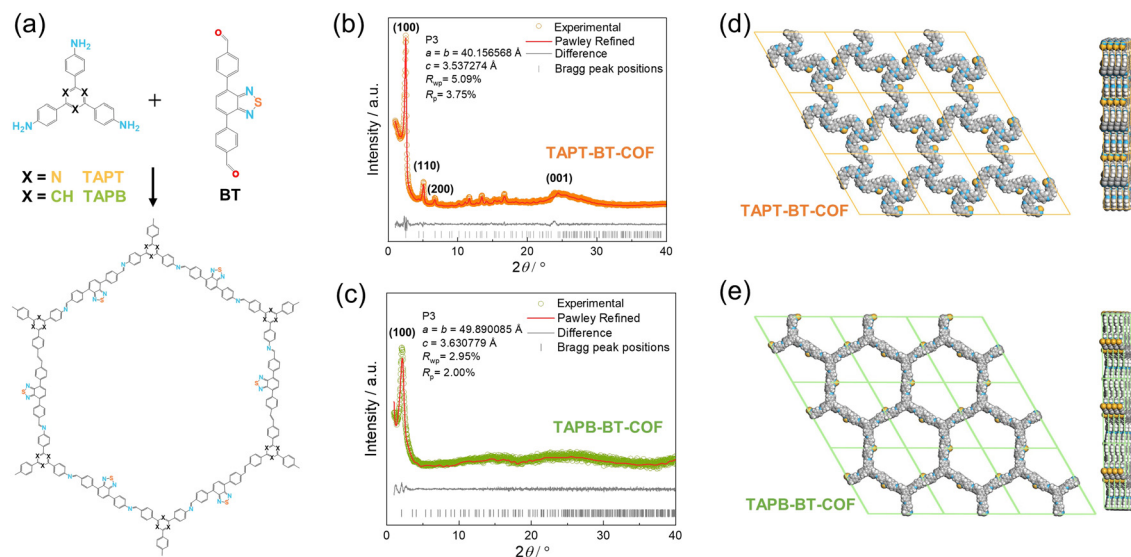 (a)
NH₂
H₂N
NH₂
X X
X
+
O
N
S
N
O
X = N TAPT
X = CH TAPB
BT
(b)
(100)
P3
a = b = 40.156568 Å
c = 3.537274 Å
Rwp = 5.09%
Rp = 3.75%
Experimental
Pawley Refined
Difference
Bragg peak positions
TAPT-BT-COF
(110)
(200)
(001)
Intensity / a.u.
0 10 20 30 40
2θ / °
(c)
(100)
P3
a = b = 49.890085 Å
c = 3.630779 Å
Rwp = 2.95%
Rp = 2.00%
Experimental
Pawley Refined
Difference
Bragg peak positions
TAPB-BT-COF
Intensity / a.u.
0 10 20 30 40
2θ / °
(d)
TAPT-BT-COF
(e)
TAPB-BT-COF